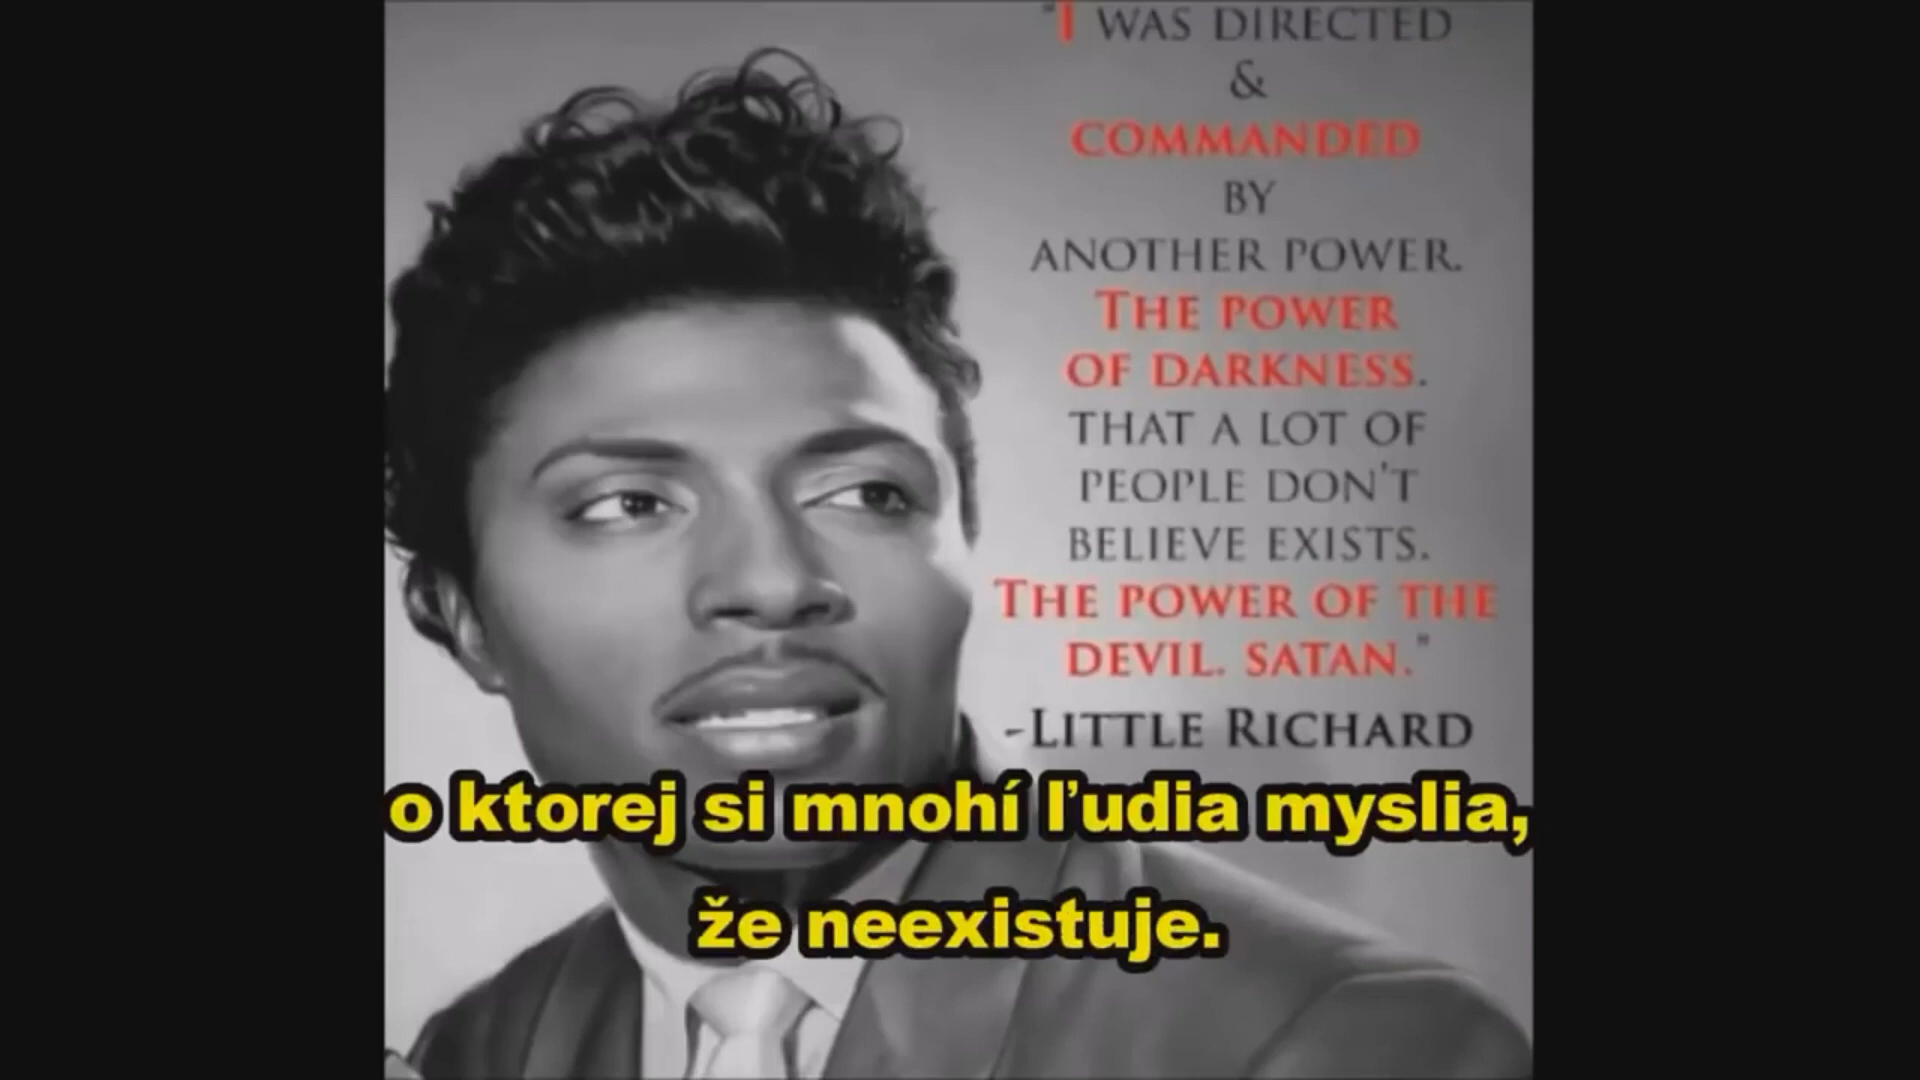 "I WAS DIRECTED
&
COMMANDED
BY
ANOTHER POWER.
THE POWER
OF DARKNESS.
THAT A LOT OF
PEOPLE DON'T
BELIEVE EXISTS.
THE POWER OF THE
DEVIL. SATAN."
-LITTLE RICHARD
o ktorej si mnohí ľudia myslia,
že neexistuje.